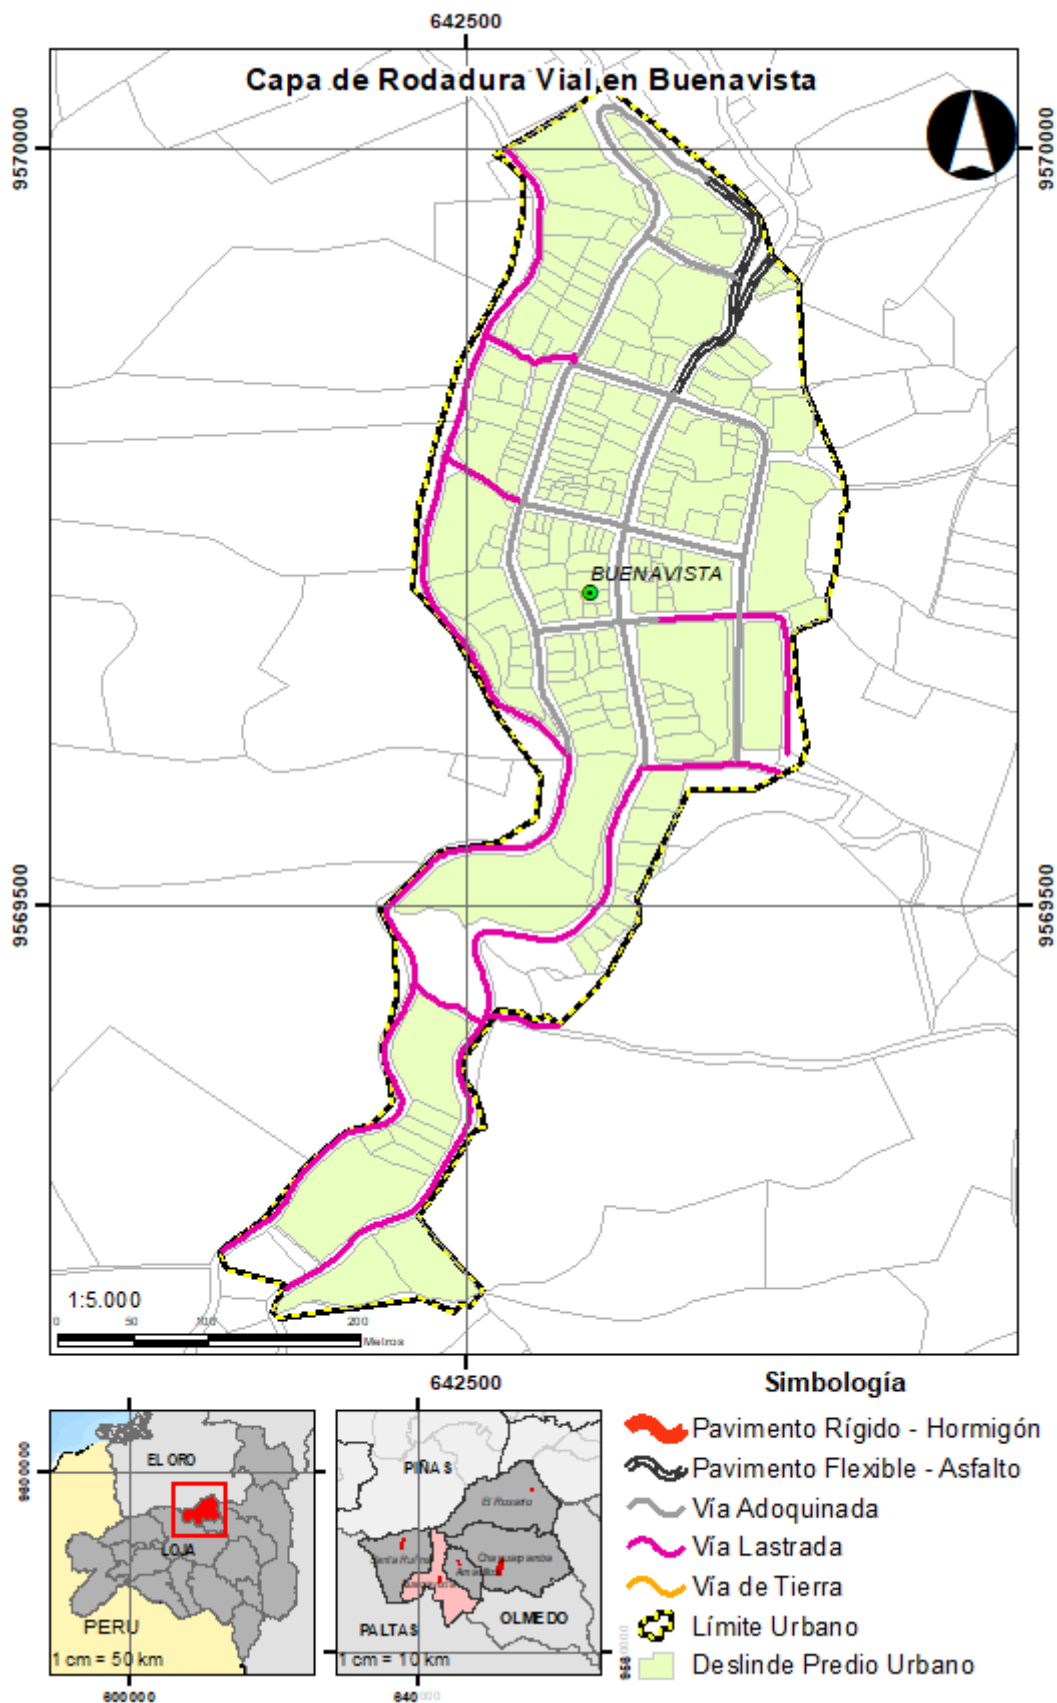 642500
Capa de Rodadura Vial en Buenavista
9570000
9570000
BUENAVISTA
9569500
9569500
1:5.000
0 50 100 200
Metros
642500
Simbología
Pavimento Rígido - Hormigón
Pavimento Flexible - Asfalto
Vía Adoquinada
Vía Lastrada
Vía de Tierra
Límite Urbano
Deslinde Predio Urbano
EL ORO
LOJA
PERU
1 cm = 50 km
600000
PIÑAS
El Rosario
Santa Rufina
Chaguarpamba
PALTAS
OLMEDO
1 cm = 10 km
640000